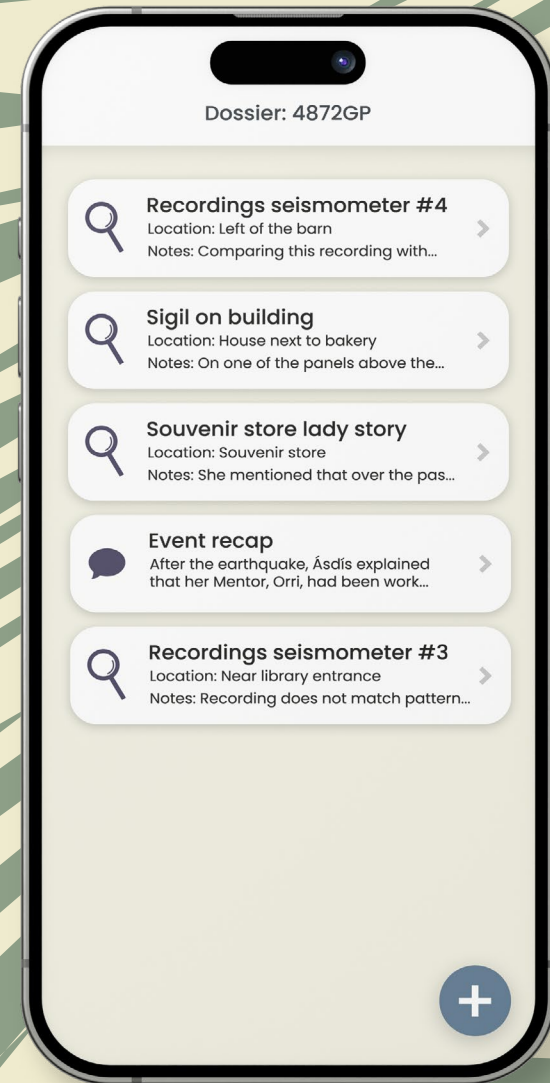 Dossier: 4872GP
Recordings seismometer #4
Location: Left of the barn
Notes: Comparing this recording with...
Sigil on building
Location: House next to bakery
Notes: On one of the panels above the...
Souvenir store lady story
Location: Souvenir store
Notes: She mentioned that over the pas...
Event recap
After the earthquake, Ásdís explained
that her Mentor, Orri, had been work...
Recordings seismometer #3
Location: Near library entrance
Notes: Recording does not match pattern...